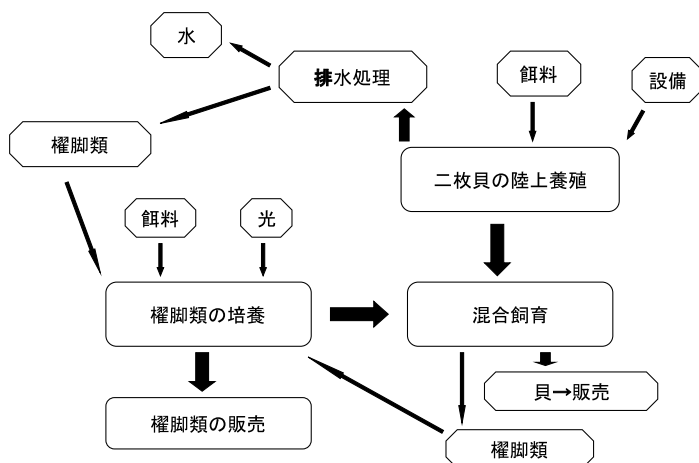 水
排水処理
餌料
設備
橈脚類
二枚貝の陸上養殖
餌料
光
橈脚類の培養
混合飼育
貝→販売
橈脚類の販売
橈脚類